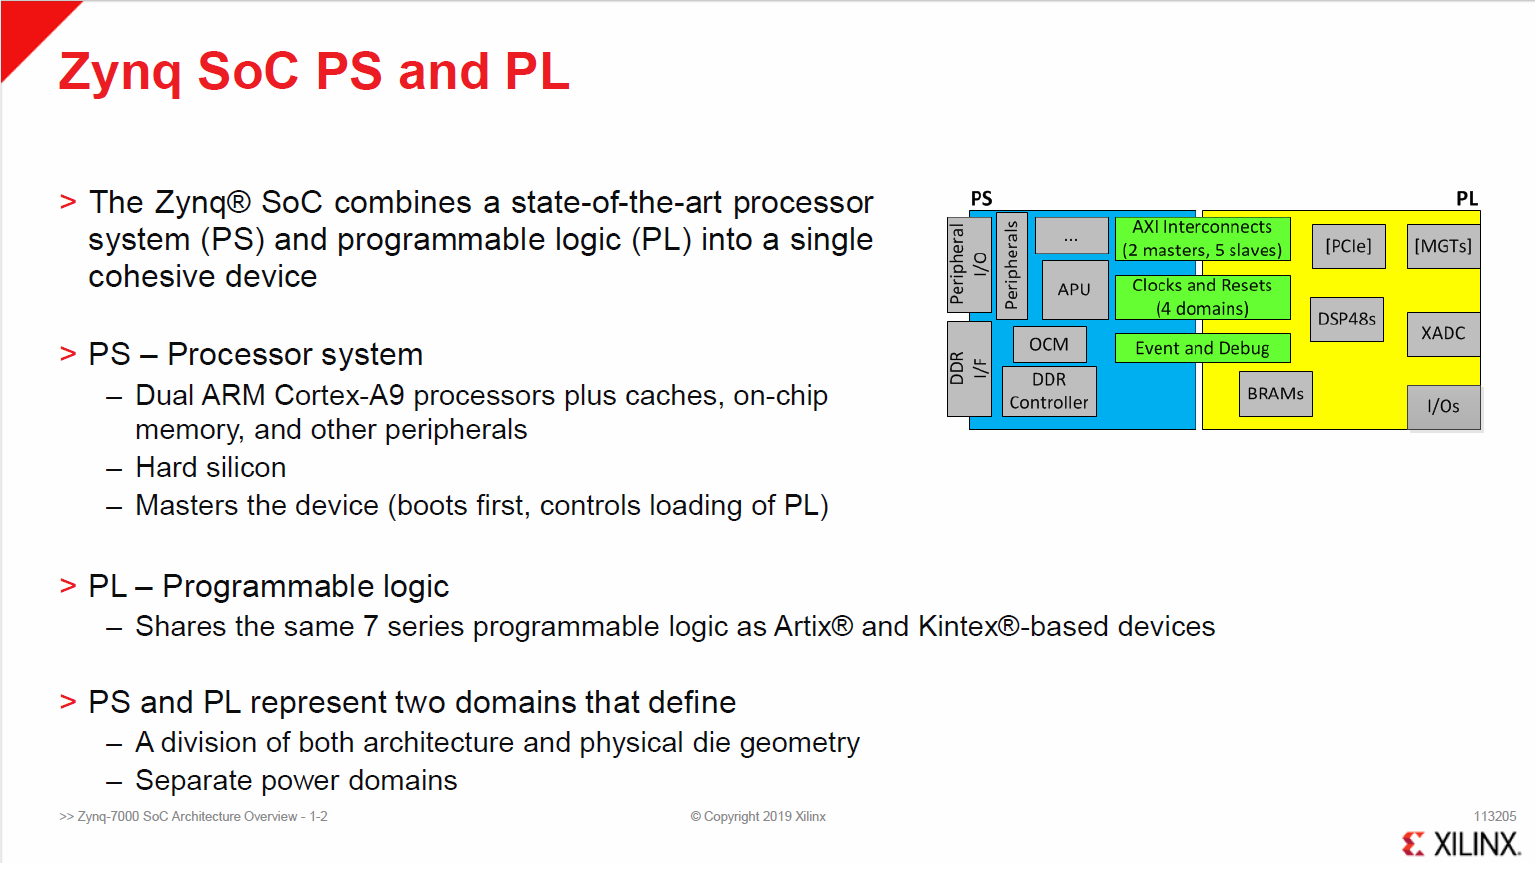 Zynq SoC PS and PL
> The Zynq® SoC combines a state-of-the-art processor
system (PS) and programmable logic (PL) into a single
cohesive device
> PS – Processor system
– Dual ARM Cortex-A9 processors plus caches, on-chip
memory, and other peripherals
– Hard silicon
– Masters the device (boots first, controls loading of PL)
> PL – Programmable logic
– Shares the same 7 series programmable logic as Artix® and Kintex®-based devices
> PS and PL represent two domains that define
– A division of both architecture and physical die geometry
– Separate power domains
PS
PL
Peripheral
I/O
Peripherals
...
APU
AXI Interconnects
(2 masters, 5 slaves)
Clocks and Resets
(4 domains)
Event and Debug
[PCIe]
[MGTs]
DSP48s
XADC
DDR
I/F
OCM
DDR
Controller
BRAMs
I/Os
>> Zynq-7000 SoC Architecture Overview - 1-2
© Copyright 2019 Xilinx
113205
XILINX.